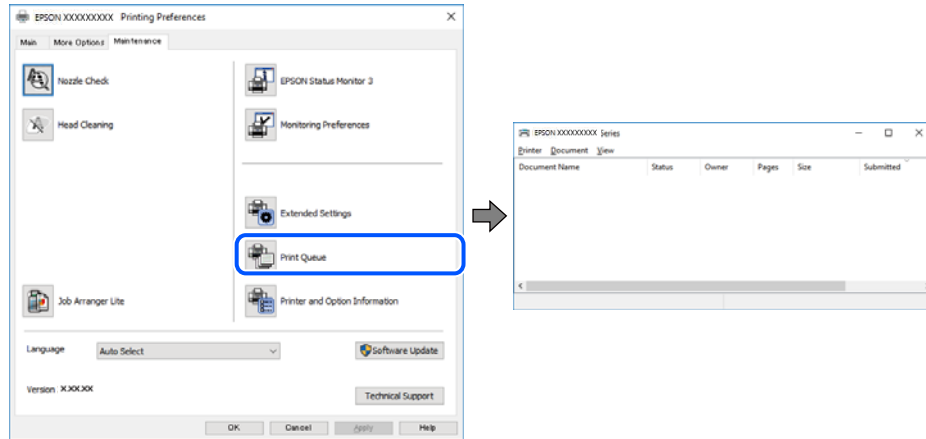 EPSON XXXXXXXXX Printing Preferences
Main More Options Maintenance
Nozzle Check
Head Cleaning
Job Arranger Lite
EPSON Status Monitor 3
Monitoring Preferences
Extended Settings
Print Queue
Printer and Option Information
Language Auto Select
Software Update
Version X.XX.XX
Technical Support
OK Cancel Apply Help
EPSON XXXXXXXXX Series
Printer Document View
Document Name Status Owner Pages Size Submitted